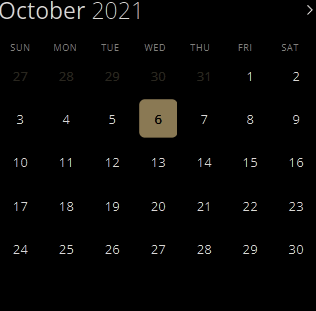 October 2021
SUN MON TUE WED THU FRI SAT
27 28 29 30 31 1 2
3 4 5 6 7 8 9
10 11 12 13 14 15 16
17 18 19 20 21 22 23
24 25 26 27 28 29 30